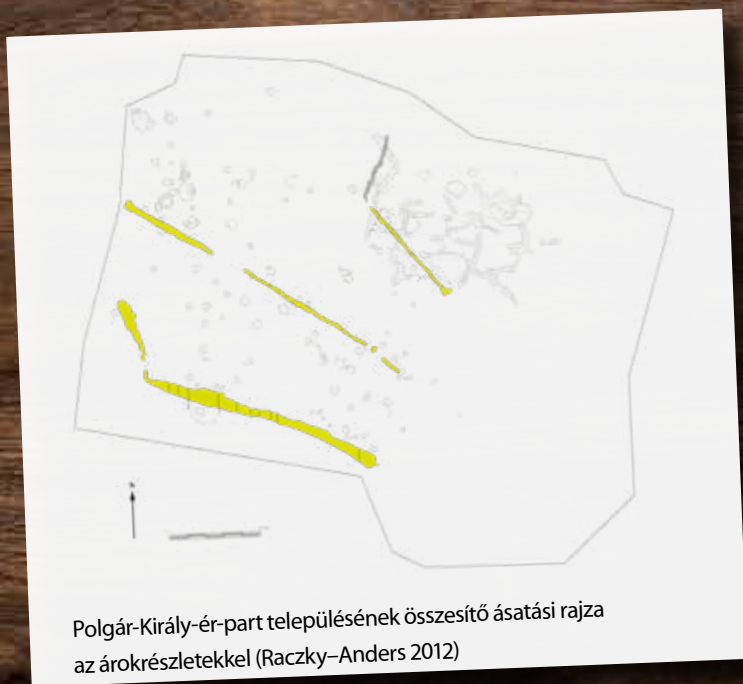 Polgár-Király-ér-part településének összesítő ásatási rajza
az árokrészletekkel (Raczky–Anders 2012)